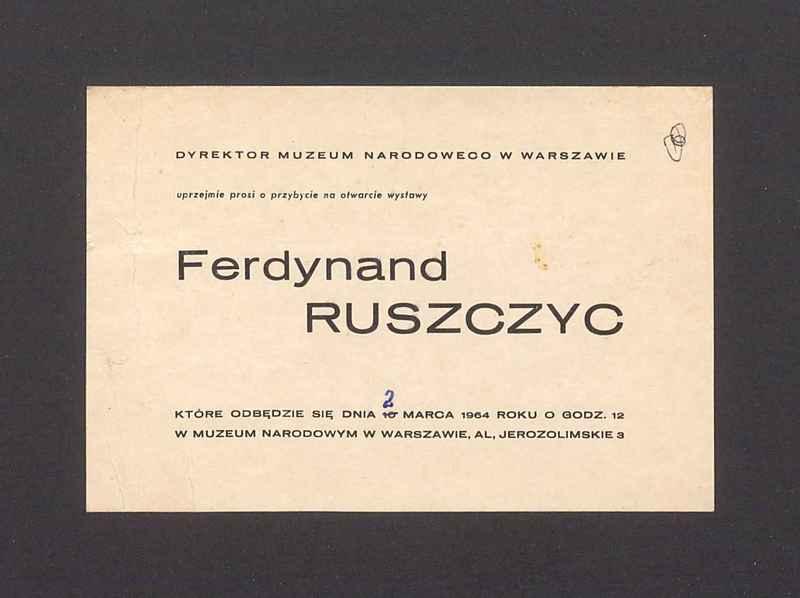 DYREKTOR MUZEUM NARODOWEGO W WARSZAWIE
uprzejmie prosi o przybycie na otwarcie wystawy
Ferdynand
RUSZCZYC
2
KTÓRE ODBĘDZIE SIĘ DNIA 10 MARCA 1964 ROKU O GODZ. 12
W MUZEUM NARODOWYM W WARSZAWIE, AL, JEROZOLIMSKIE 3